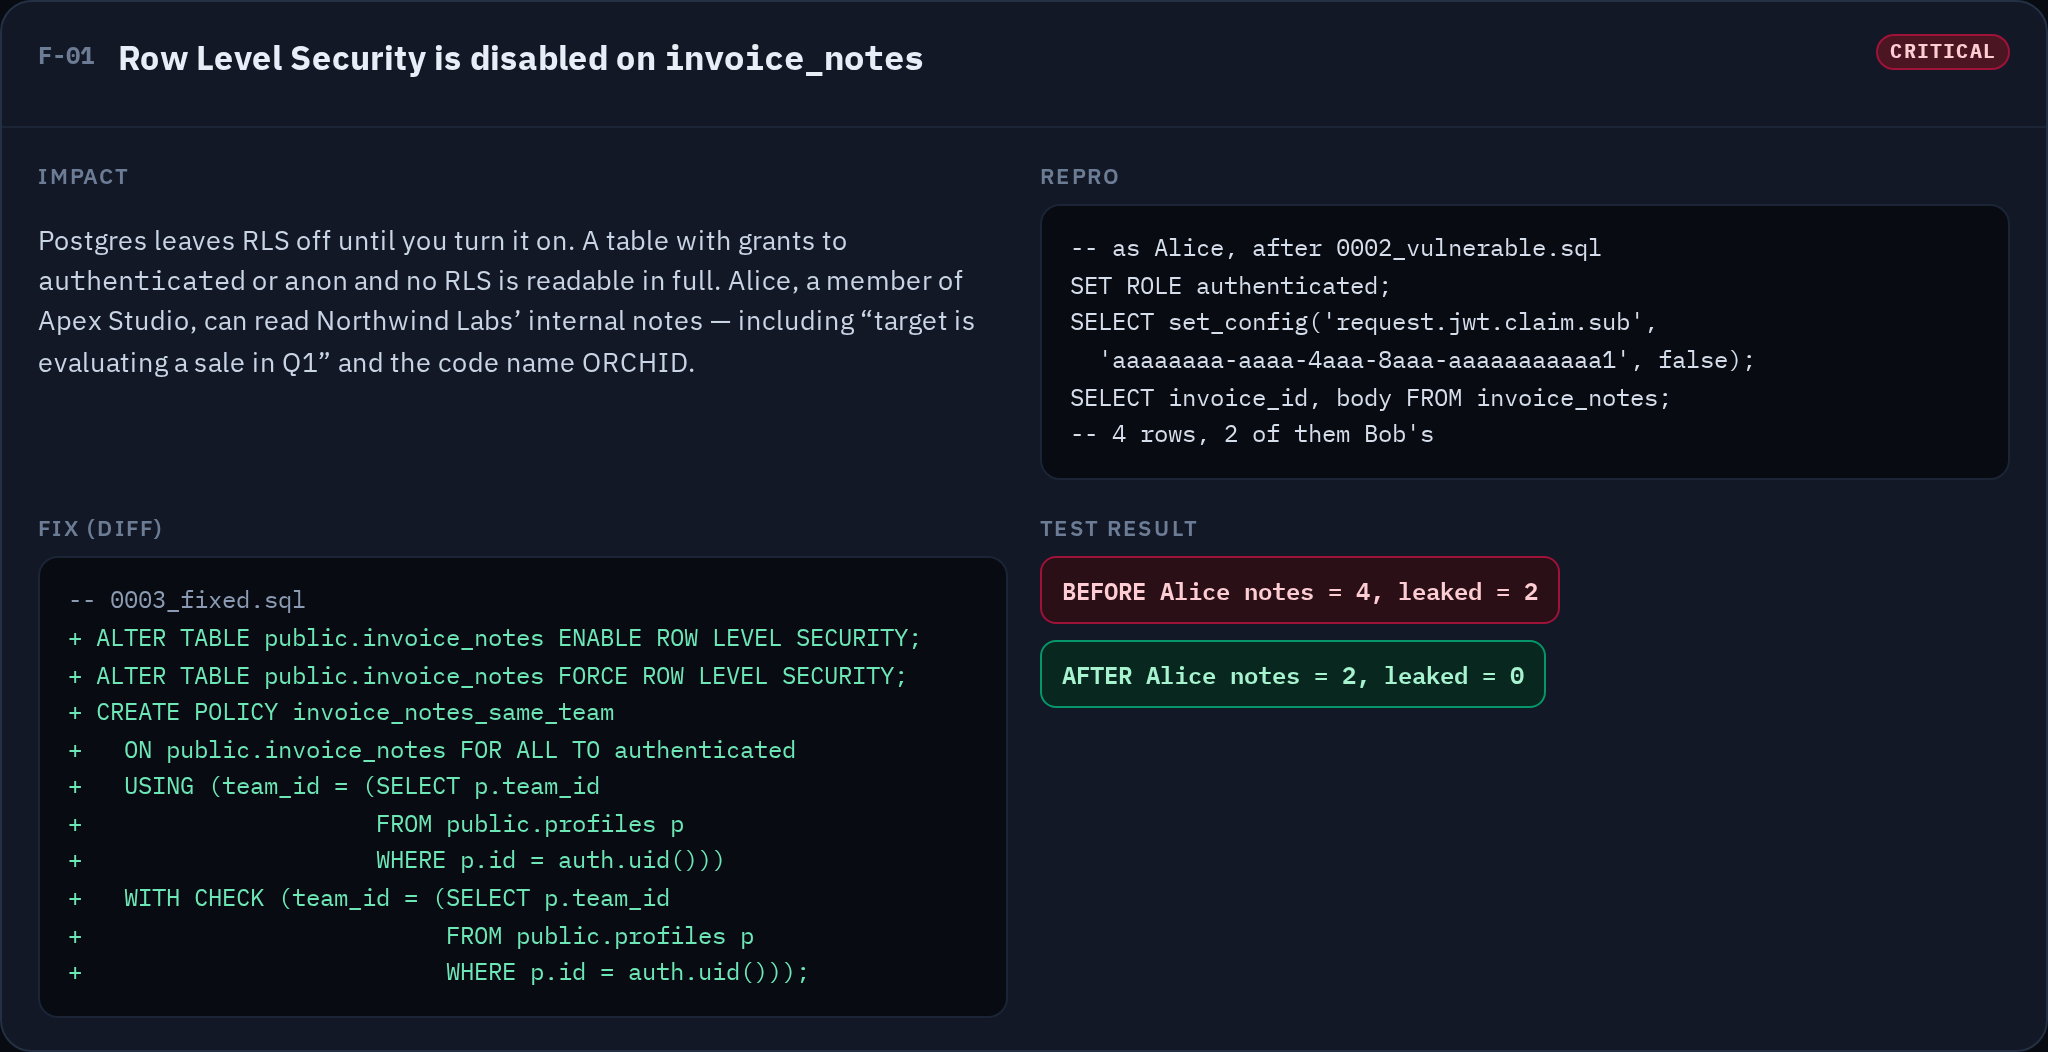 F-01 Row Level Security is disabled on invoice_notes
CRITICAL
IMPACT
Postgres leaves RLS off until you turn it on. A table with grants to
authenticated or anon and no RLS is readable in full. Alice, a member of
Apex Studio, can read Northwind Labs’ internal notes — including “target is
evaluating a sale in Q1” and the code name ORCHID.
REPRO
-- as Alice, after 0002_vulnerable.sql
SET ROLE authenticated;
SELECT set_config('request.jwt.claim.sub',
  'aaaaaaaa-aaaa-4aaa-8aaa-aaaaaaaaaaa1', false);
SELECT invoice_id, body FROM invoice_notes;
-- 4 rows, 2 of them Bob's
FIX (DIFF)
-- 0003_fixed.sql
+ ALTER TABLE public.invoice_notes ENABLE ROW LEVEL SECURITY;
+ ALTER TABLE public.invoice_notes FORCE ROW LEVEL SECURITY;
+ CREATE POLICY invoice_notes_same_team
+   ON public.invoice_notes FOR ALL TO authenticated
+   USING (team_id = (SELECT p.team_id
+                     FROM public.profiles p
+                     WHERE p.id = auth.uid()))
+   WITH CHECK (team_id = (SELECT p.team_id
+                          FROM public.profiles p
+                          WHERE p.id = auth.uid()));
TEST RESULT
BEFORE Alice notes = 4, leaked = 2
AFTER Alice notes = 2, leaked = 0